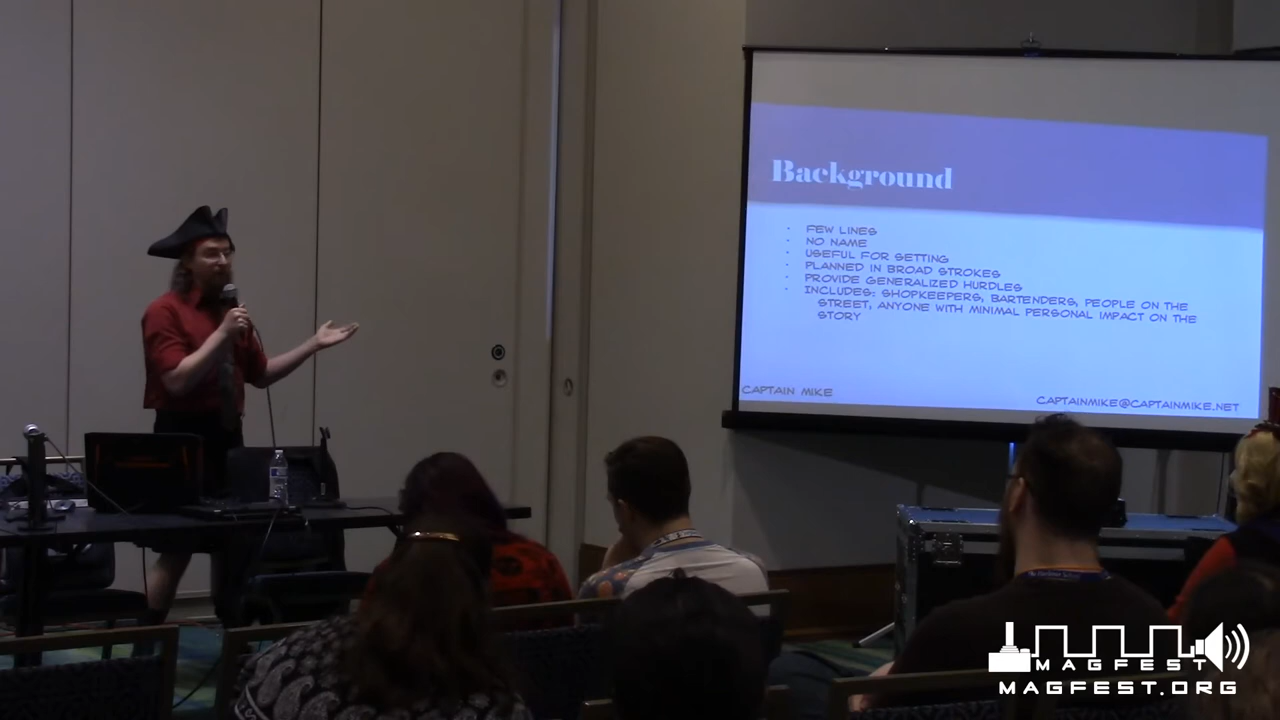 Background
FEW LINES
NO NAME
USEFUL FOR SETTING
PLANNED IN BROAD STROKES
PROVIDE GENERALIZED HURDLES
INCLUDES: SHOPKEEPERS, BARTENDERS, PEOPLE ON THE
STREET, ANYONE WITH MINIMAL PERSONAL IMPACT ON THE
STORY
CAPTAIN MIKE
CAPTAINMIKE@CAPTAINMIKE.NET
MAGFEST
MAGFEST.ORG